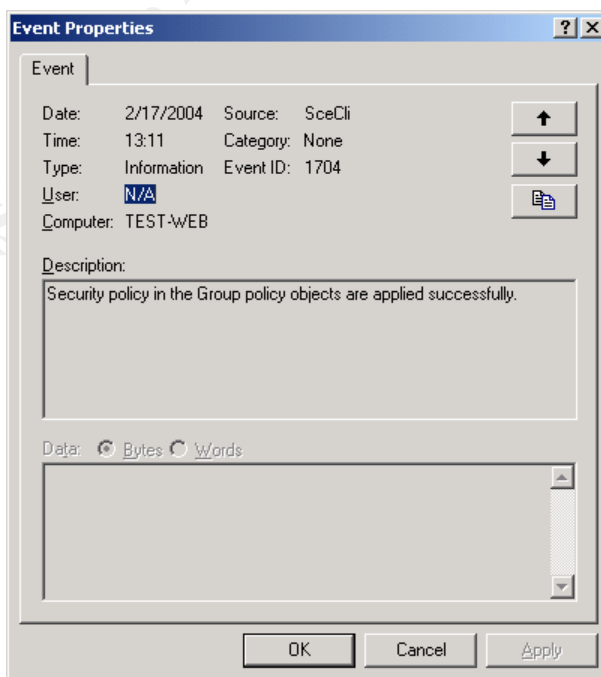 Event Properties
Event
Date: 2/17/2004 Source: SceCli
Time: 13:11 Category: None
Type: Information Event ID: 1704
User: N/A
Computer: TEST-WEB
Description:
Security policy in the Group policy objects are applied successfully.
Data: Bytes Words
OK Cancel Apply